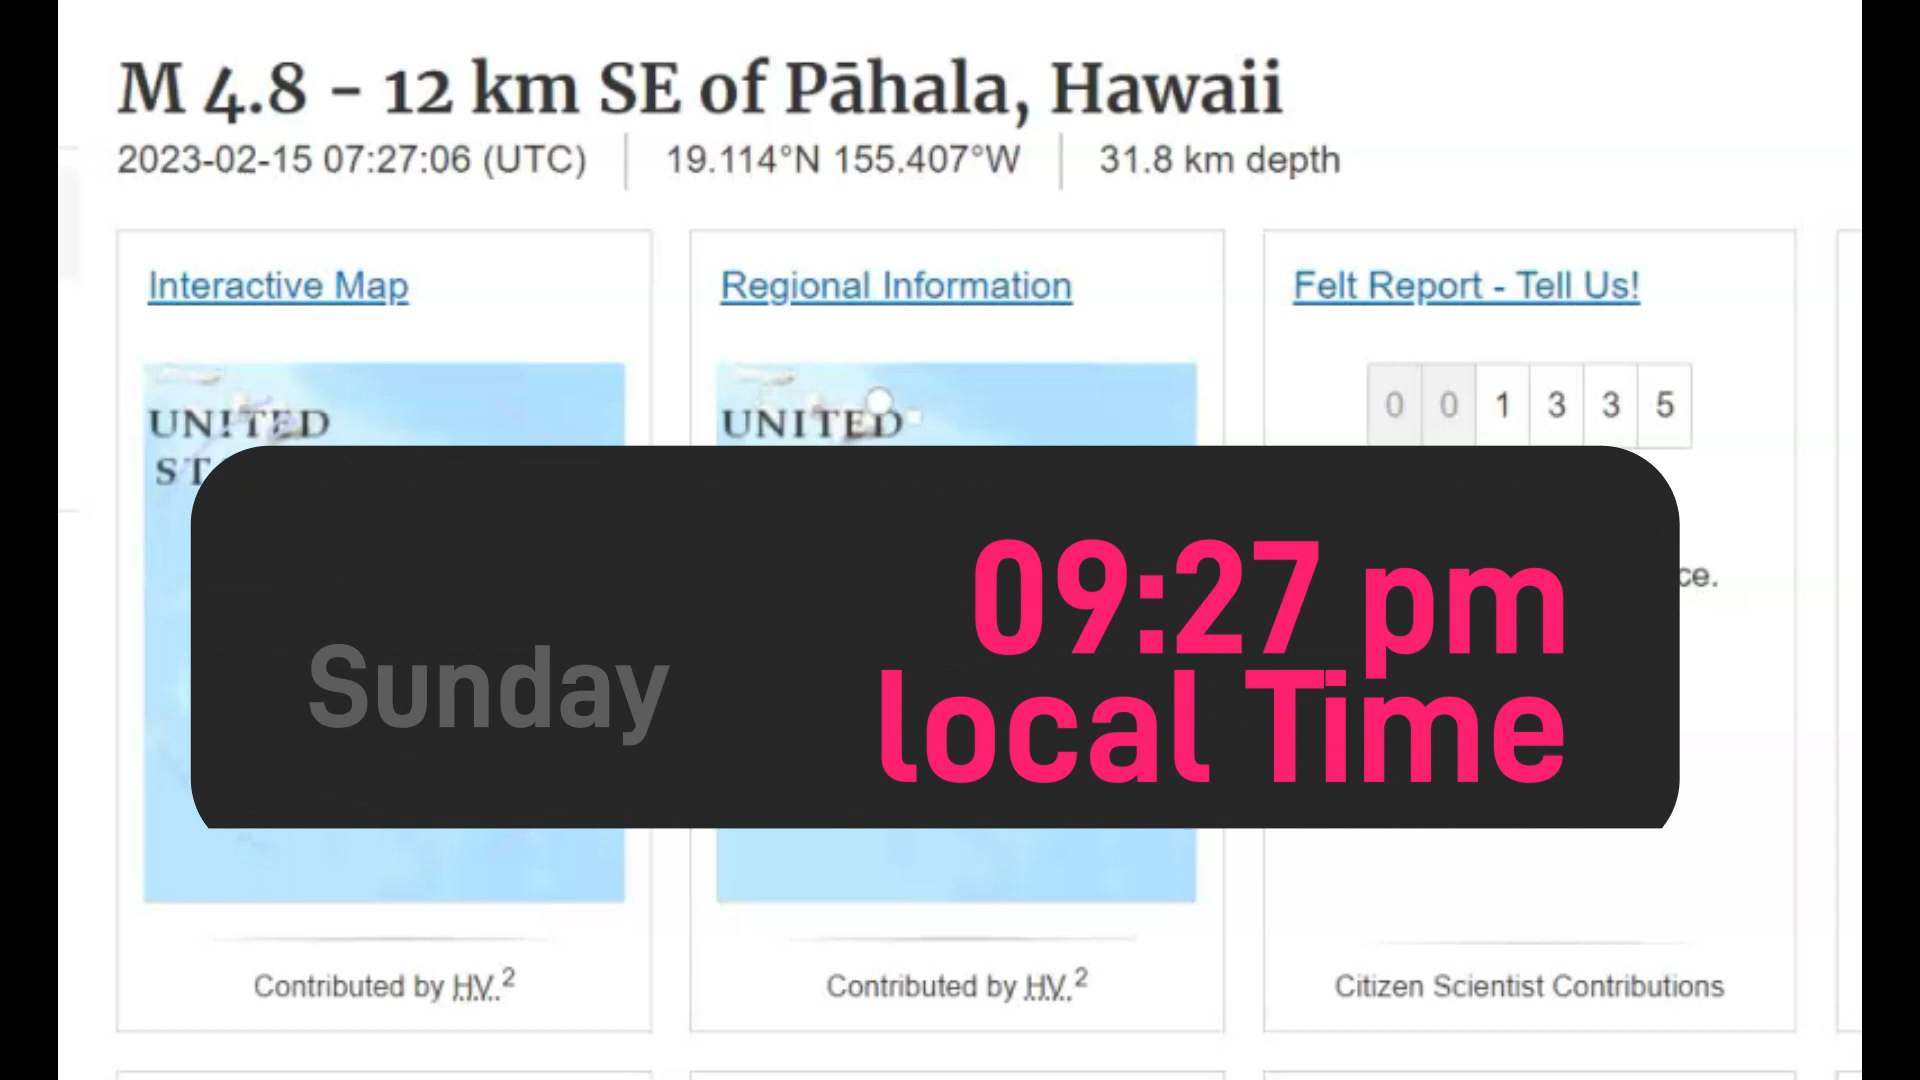 M 4.8 - 12 km SE of Pāhala, Hawaii
2023-02-15 07:27:06 (UTC)
19.114°N 155.407°W
31.8 km depth
Interactive Map
Regional Information
Felt Report - Tell Us!
UNITED
ST
UNITED
0 0 1 3 3 5
ce.
09:27 pm
local Time
Sunday
Contributed by HV.2
Contributed by HV.2
Citizen Scientist Contributions